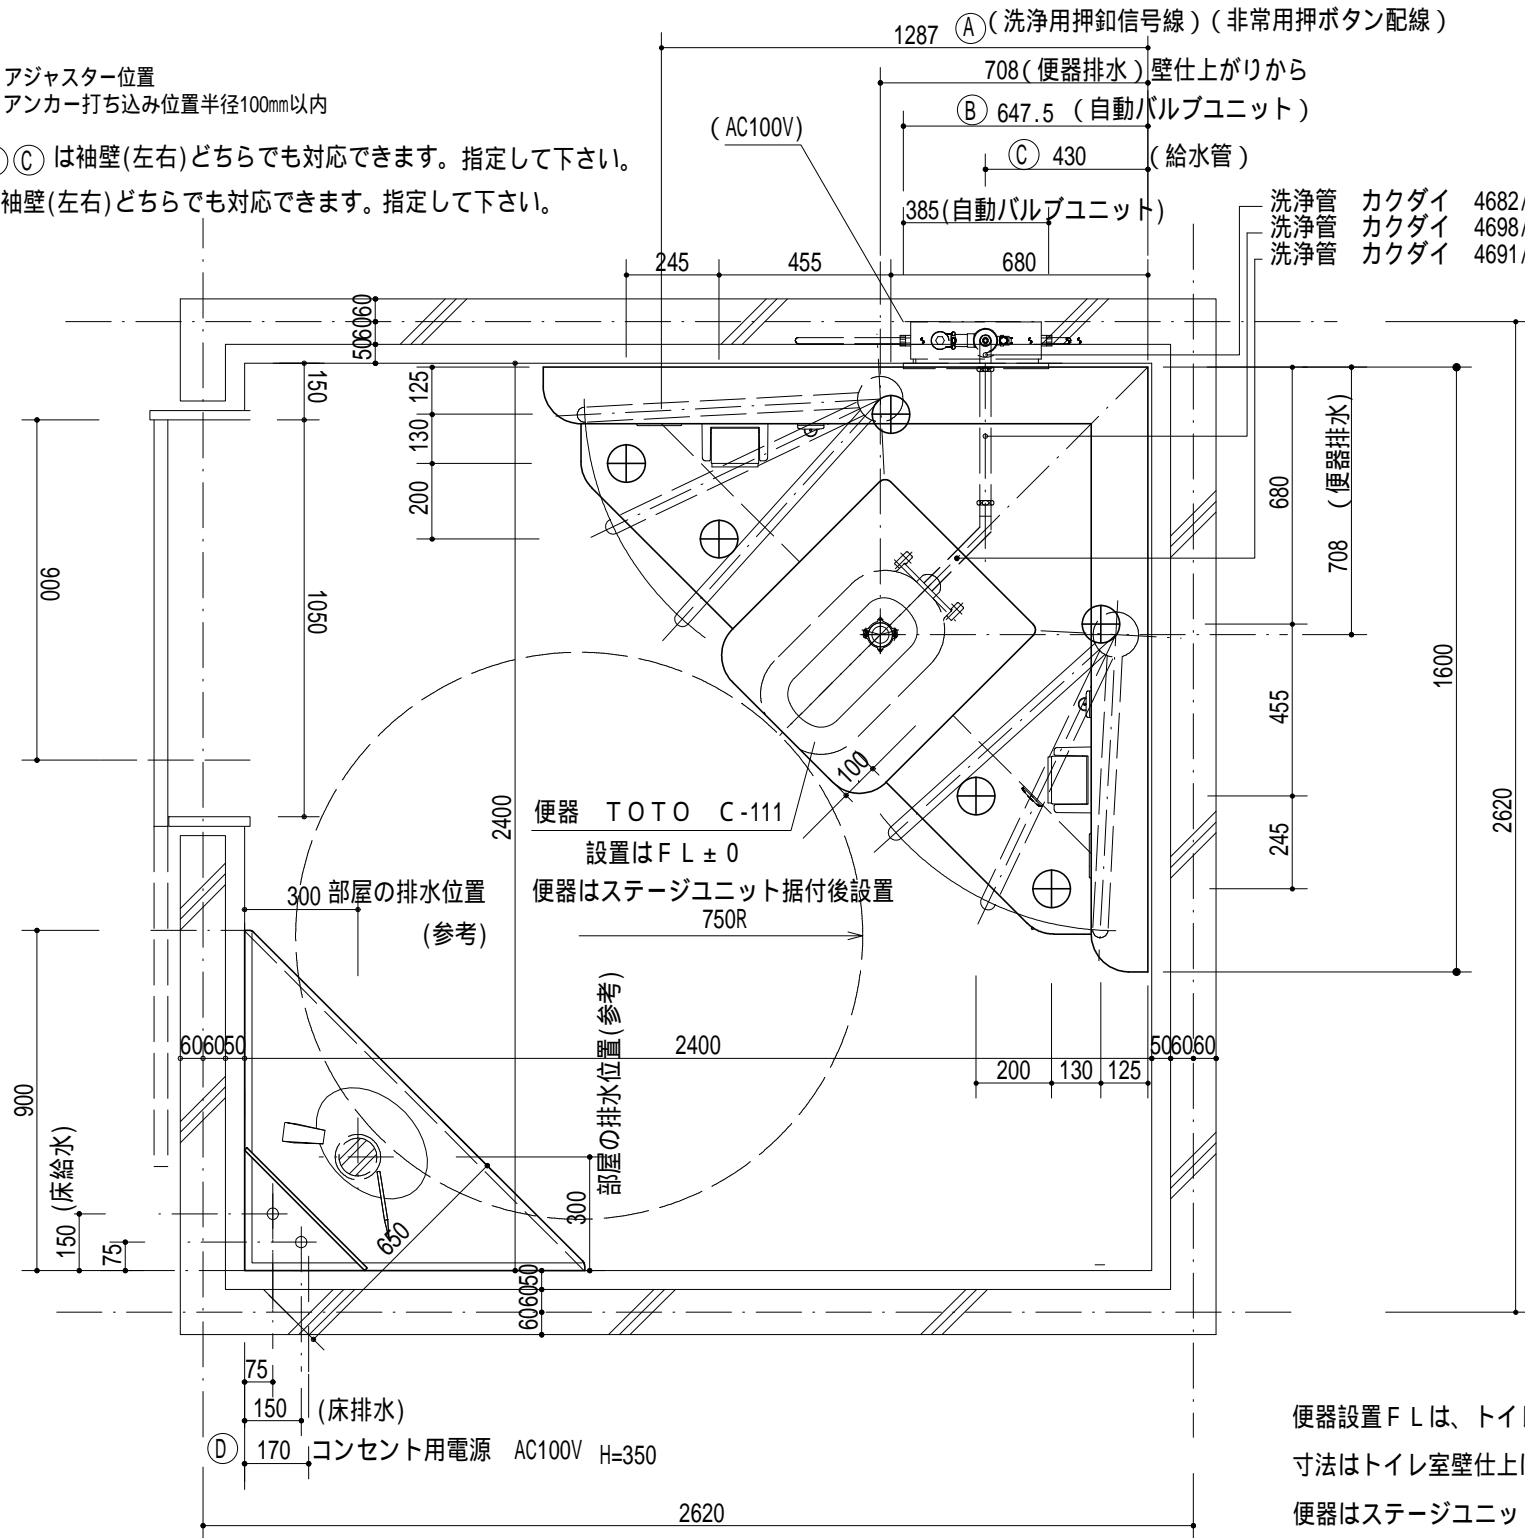 1287 Ⓐ(洗浄用押釦信号線)(非常用押ボタン配線)
アジャスター位置
アンカー打ち込み位置半径100mm以内
708(便器排水)壁仕上がりから
Ⓑ 647.5 (自動バルブユニット)
(AC100V)
Ⓒ は袖壁(左右)どちらでも対応できます。指定して下さい。
Ⓒ 430 (給水管)
袖壁(左右)どちらでも対応できます。指定して下さい。
385(自動バルブユニット)
洗浄管 カクダイ 4682/
洗浄管 カクダイ 4698/
洗浄管 カクダイ 4691/
245 455 680
60
60
50
150
125
130
200
900
1050
680
708 (便器排水)
455
245
1600
2620
2400
100
便器 TOTO C-111
設置はFL±0
便器はステージユニット据付後設置
300 部屋の排水位置
(参考)
750R
部屋の排水位置(参考)
60 60 50
2400
50 60 60
200 130 125
900
150 (床給水)
75
650
300
50
60
60
75
150 (床排水)
Ⓓ 170 コンセント用電源 AC100V H=350
2620
便器設置FLは、トイ
寸法はトイレ室壁仕上
便器はステージユニッ